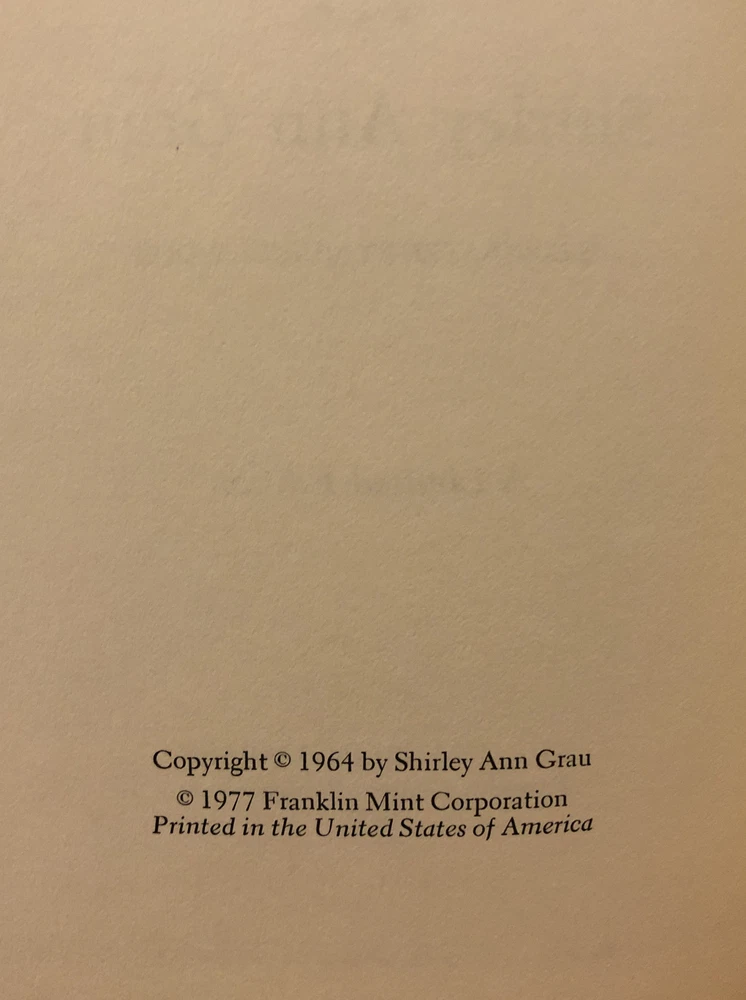 Copyright © 1964 by Shirley Ann Grau
© 1977 Franklin Mint Corporation
Printed in the United States of America